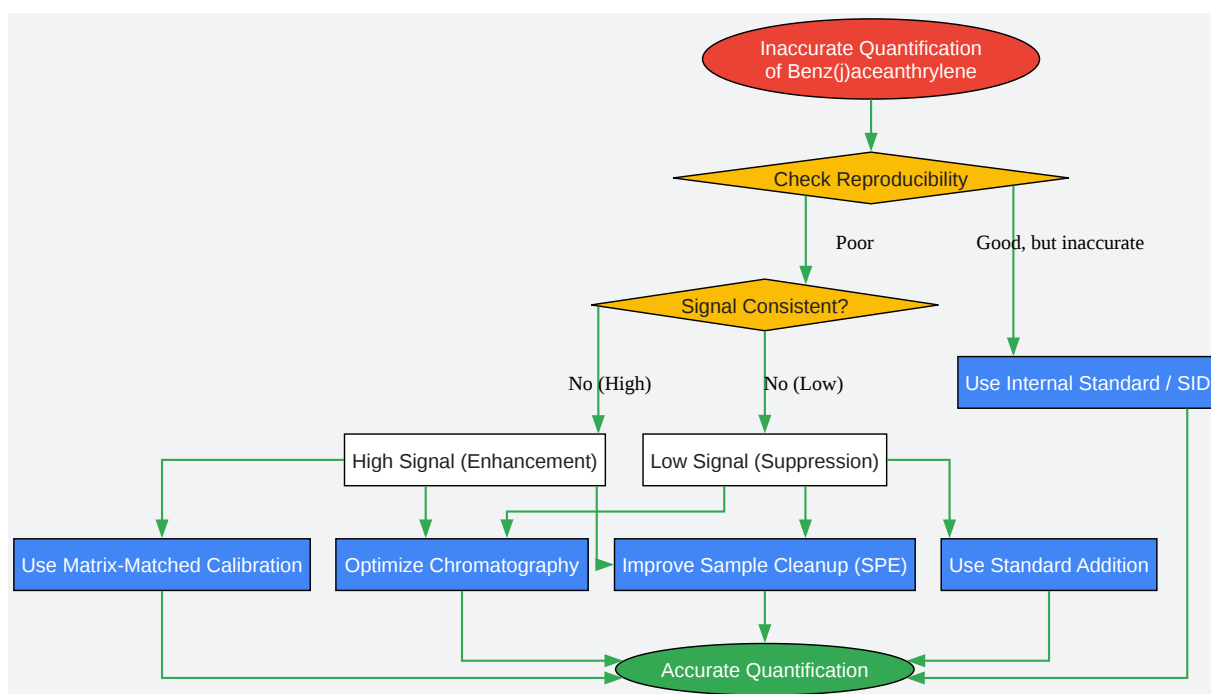 Inaccurate Quantification
of Benz(j)aceanthrylene
Check Reproducibility
Poor
Good, but inaccurate
Signal Consistent?
No (High)
No (Low)
Use Internal Standard / SID
High Signal (Enhancement)
Low Signal (Suppression)
Use Matrix-Matched Calibration
Optimize Chromatography
Improve Sample Cleanup (SPE)
Use Standard Addition
Accurate Quantification